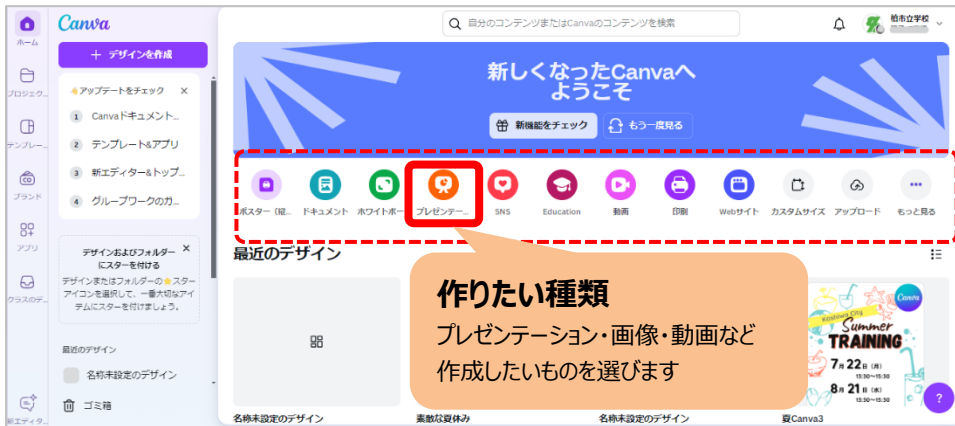 ホーム
プロジェク...
テンプレー...
ブランド
アプリ
クラスのデ...
新エディタ...
Canva
＋ デザインを作成
アップデートをチェック ×
1 Canvaドキュメント...
2 テンプレート&アプリ
3 新エディター&トップ...
4 グループワークのガ...
デザインおよびフォルダー ×
にスターを付ける
デザインまたはフォルダーの⭐スター
アイコンを選択して、一番大切なアイ
テムにスターを付けましょう。
最近のデザイン
名称未設定のデザイン
ゴミ箱
自分のコンテンツまたはCanvaのコンテンツを検索
柏市立学校
新しくなったCanvaへ
ようこそ
新機能をチェック
もう一度見る
ポスター（縦...
ドキュメント
ホワイトボー
プレゼンテー...
SNS
Education
動画
印刷
Webサイト
カスタムサイズ
アップロード
もっと見る
最近のデザイン
作りたい種類
プレゼンテーション・画像・動画など
作成したいものを選びます
Canva
Kashiwa City
Summer
TRAINING
7月22日（月）
13:30〜15:30
8月21日（水）
13:30〜15:30
?
名称未設定のデザイン
素敵な夏休み
名称未設定のデザイン
夏Canva3